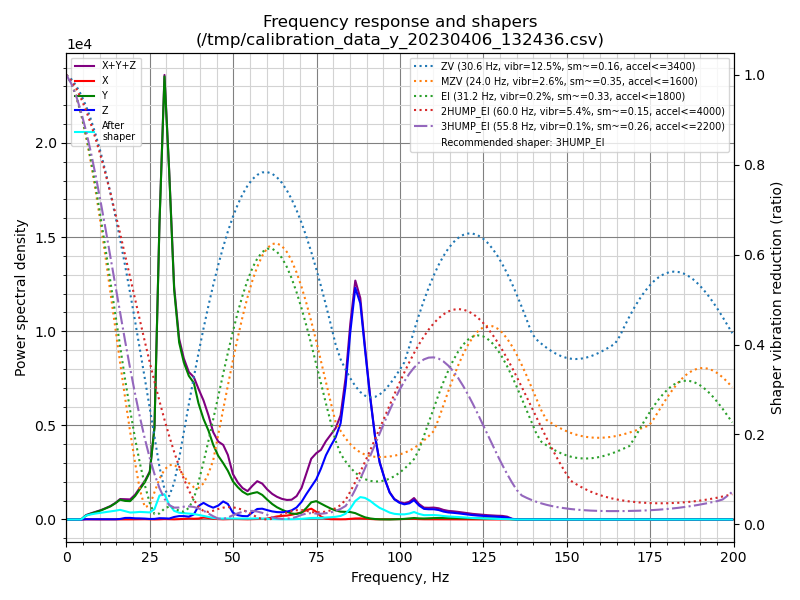 Frequency response and shapers
(/tmp/calibration_data_y_20230406_132436.csv)
1e4
X+Y+Z
X
Y
Z
After
shaper
ZV (30.6 Hz, vibr=12.5%, sm~=0.16, accel<=3400)
MZV (24.0 Hz, vibr=2.6%, sm~=0.35, accel<=1600)
EI (31.2 Hz, vibr=0.2%, sm~=0.33, accel<=1800)
2HUMP_EI (60.0 Hz, vibr=5.4%, sm~=0.15, accel<=4000)
3HUMP_EI (55.8 Hz, vibr=0.1%, sm~=0.26, accel<=2200)
Recommended shaper: 3HUMP_EI
Power spectral density
2.0
1.5
1.0
0.5
0.0
1.0
0.8
0.6
0.4
0.2
0.0
Shaper vibration reduction (ratio)
0 25 50 75 100 125 150 175 200
Frequency, Hz